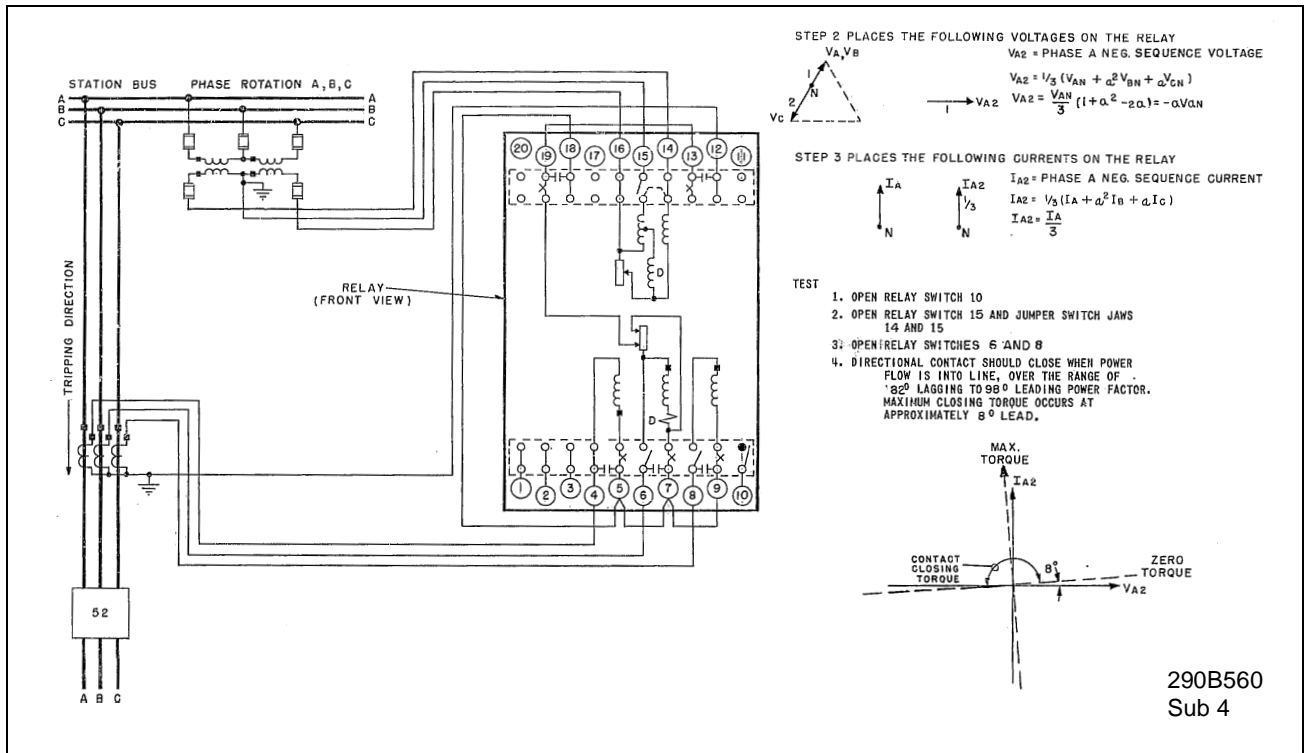 STATION BUS PHASE ROTATION A,B,C
A A
B B
C C
TRIPPING DIRECTION
RELAY
(FRONT VIEW)
20 19 18 17 16 15 14 13 12
D
D
1 2 3 4 5 6 7 8 9 10
52
A B C
STEP 2 PLACES THE FOLLOWING VOLTAGES ON THE RELAY
VA,VB
1
N
2
VC
1
VA2
VA2 = PHASE A NEG. SEQUENCE VOLTAGE
VA2 = 1/3 (VAN + a²VBN + aVCN)
VA2 = VAN/3 (1+a²-2a) = -aVaN
STEP 3 PLACES THE FOLLOWING CURRENTS ON THE RELAY
IA
N
IA2
1/3
N
IA2 = PHASE A NEG. SEQUENCE CURRENT
IA2 = 1/3 (IA + a²IB + aIC)
IA2 = IA/3
TEST
1. OPEN RELAY SWITCH 10
2. OPEN RELAY SWITCH 15 AND JUMPER SWITCH JAWS
14 AND 15
3. OPEN RELAY SWITCHES 6 AND 8
4. DIRECTIONAL CONTACT SHOULD CLOSE WHEN POWER
FLOW IS INTO LINE, OVER THE RANGE OF
82° LAGGING TO 98° LEADING POWER FACTOR.
MAXIMUM CLOSING TORQUE OCCURS AT
APPROXIMATELY 8° LEAD.
MAX.
TORQUE
IA2
CONTACT
CLOSING
TORQUE
8°
ZERO
TORQUE
VA2
290B560
Sub 4